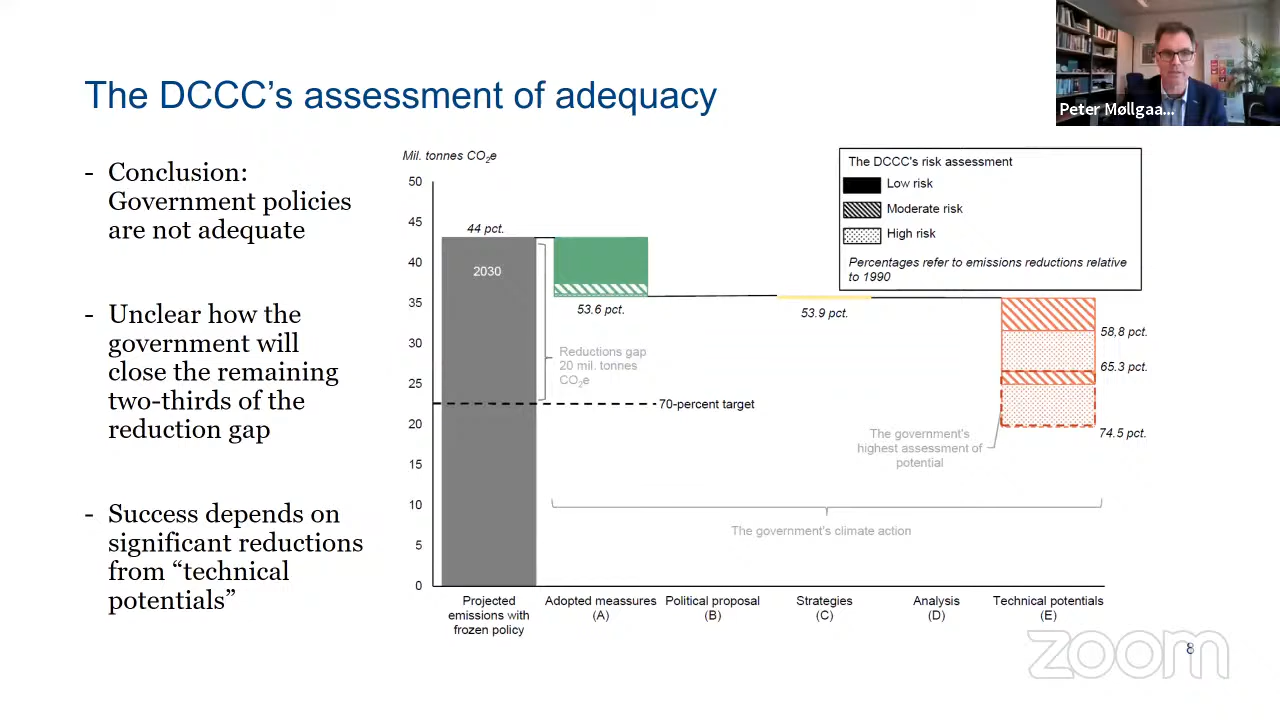 The DCCC's assessment of adequacy
Peter Møllgaa...
- Conclusion:
Government policies
are not adequate
- Unclear how the
government will
close the remaining
two-thirds of the
reduction gap
- Success depends on
significant reductions
from “technical
potentials”
Mil. tonnes CO₂e
50
45
40
35
30
25
20
15
10
5
0
44 pct.
2030
53.6 pct.
53.9 pct.
58,8 pct.
65.3 pct.
74.5 pct.
Reductions gap
20 mil. tonnes
CO₂e
70-percent target
The government's
highest assessment of
potential
The government's climate action
The DCCC's risk assessment
Low risk
Moderate risk
High risk
Percentages refer to emissions reductions relative
to 1990
Projected
emissions with
frozen policy
Adopted meassures
(A)
Political proposal
(B)
Strategies
(C)
Analysis
(D)
Technical potentials
(E)
8
zoom